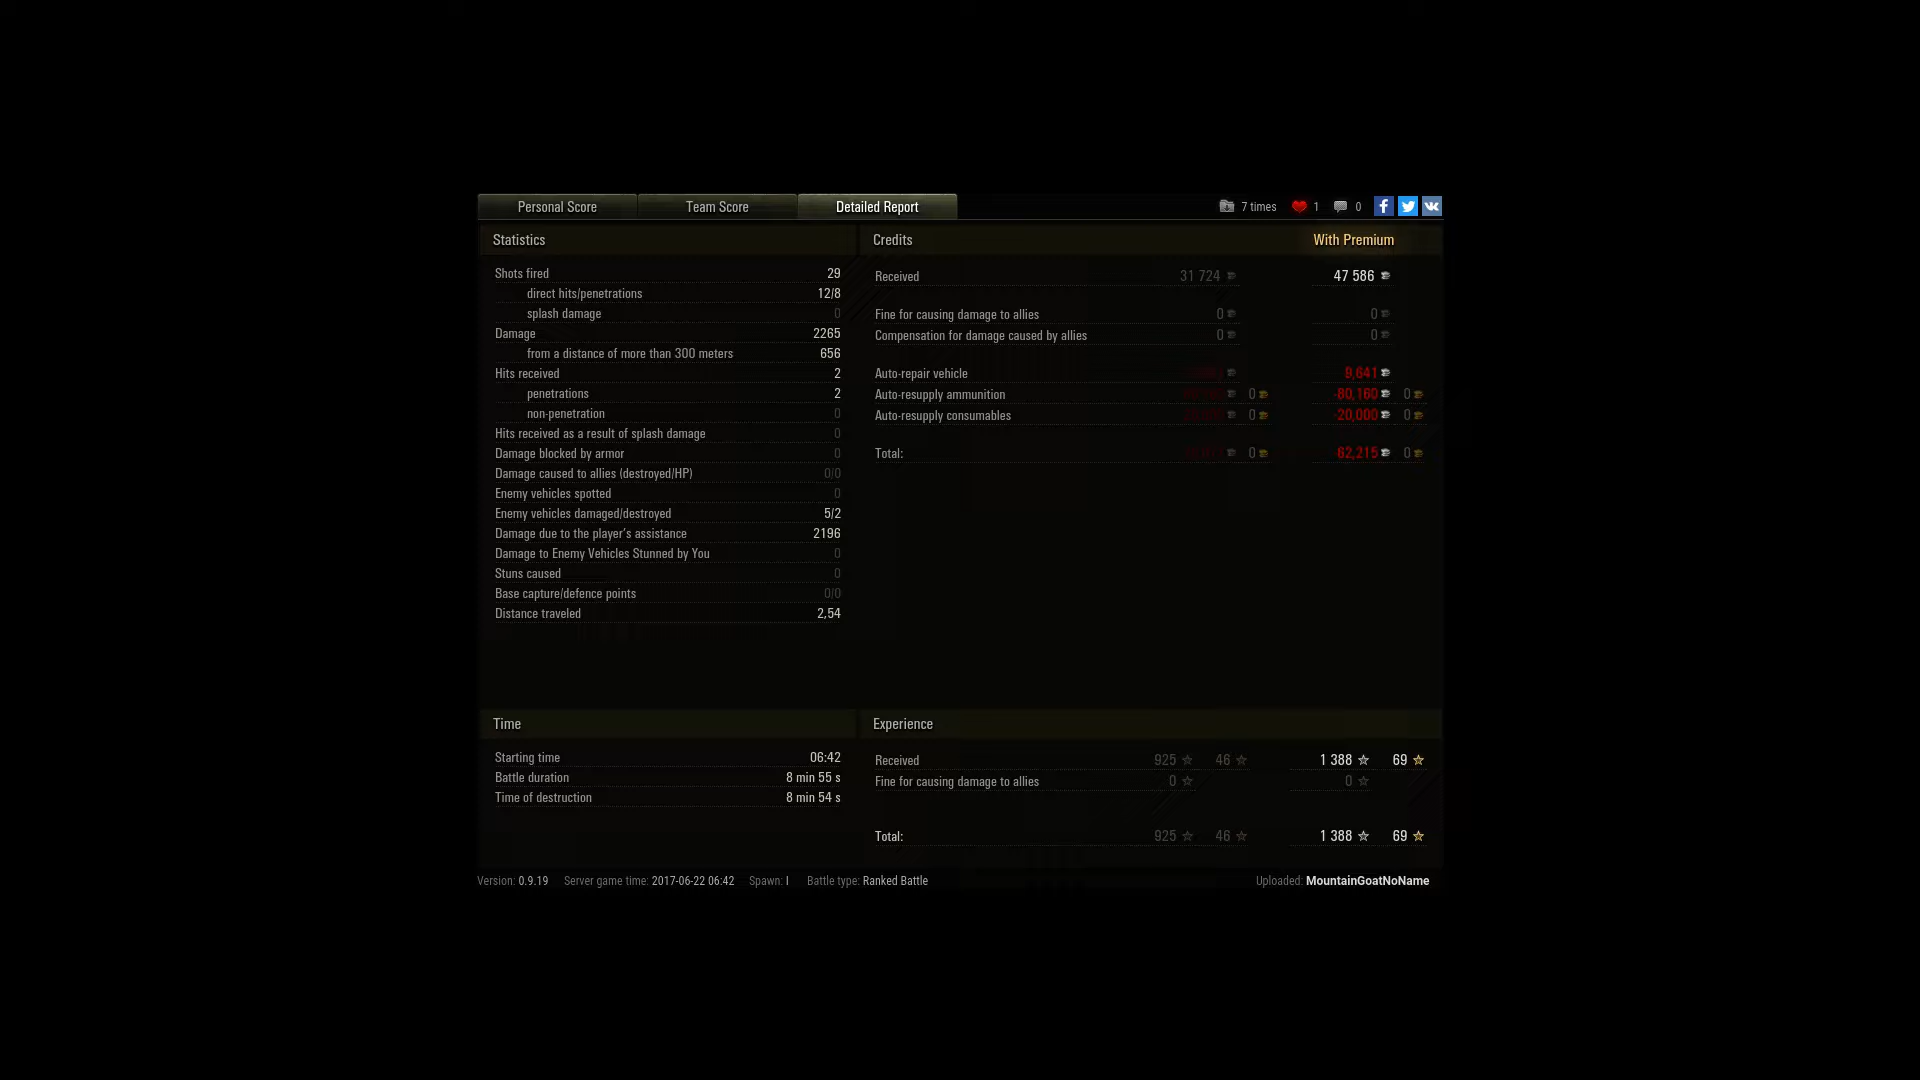 Personal Score Team Score Detailed Report 7 times 1 0
Statistics
Shots fired 29
direct hits/penetrations 12/8
splash damage 0
Damage 2265
from a distance of more than 300 meters 656
Hits received 2
penetrations 2
non-penetration 0
Hits received as a result of splash damage 0
Damage blocked by armor 0
Damage caused to allies (destroyed/HP) 0/0
Enemy vehicles spotted 0
Enemy vehicles damaged/destroyed 5/2
Damage due to the player's assistance 2196
Damage to Enemy Vehicles Stunned by You 0
Stuns caused 0
Base capture/defence points 0/0
Distance traveled 2,54
Credits With Premium
Received 31 724 47 586
Fine for causing damage to allies 0 0
Compensation for damage caused by allies 0 0
Auto-repair vehicle 9,641
Auto-resupply ammunition 0 -80,160 0
Auto-resupply consumables 0 -20,000 0
Total: 0 -62,215 0
Time
Starting time 06:42
Battle duration 8 min 55 s
Time of destruction 8 min 54 s
Experience
Received 925 46 1 388 69
Fine for causing damage to allies 0 0
Total: 925 46 1 388 69
Version: 0.9.19 Server game time: 2017-06-22 06:42 Spawn: I Battle type: Ranked Battle Uploaded: MountainGoatNoName